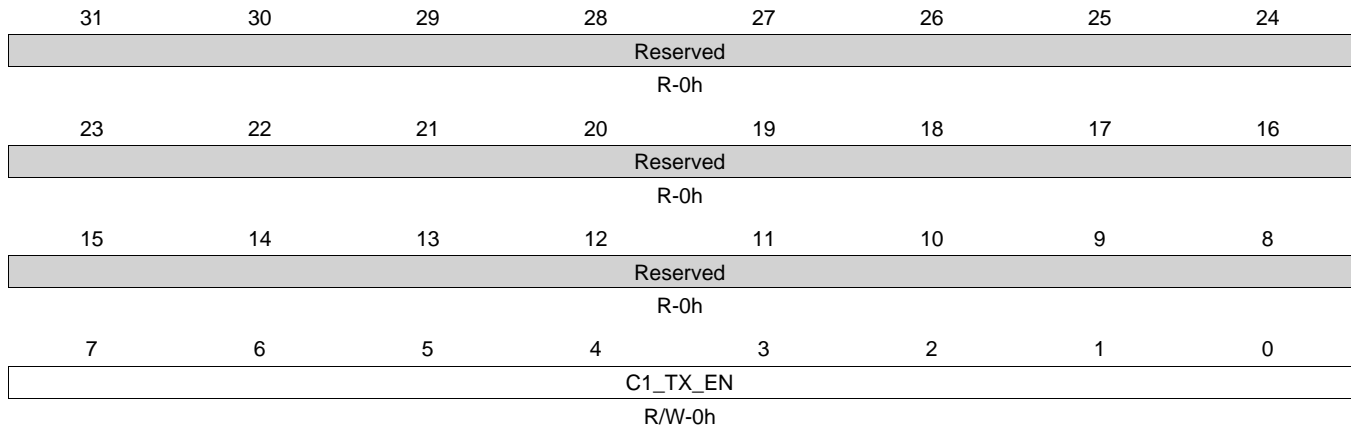 31 30 29 28 27 26 25 24
Reserved
R-0h
23 22 21 20 19 18 17 16
Reserved
R-0h
15 14 13 12 11 10 9 8
Reserved
R-0h
7 6 5 4 3 2 1 0
C1_TX_EN
R/W-0h